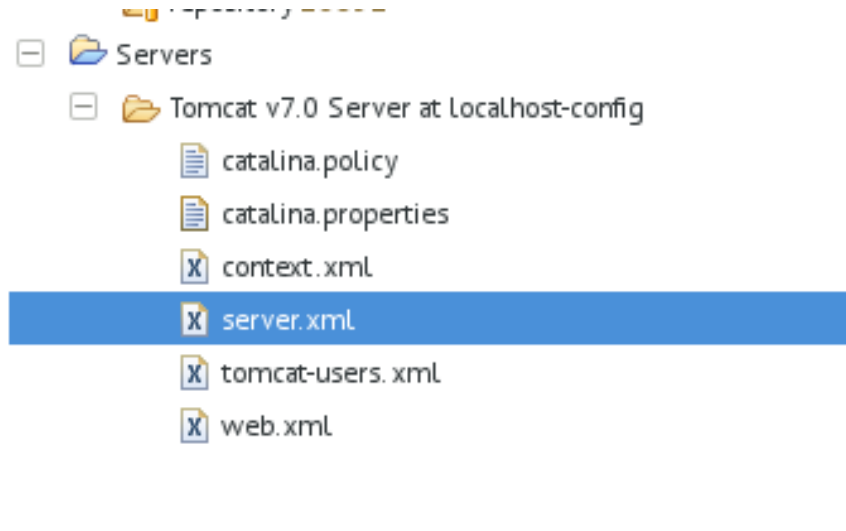 Servers
Tomcat v7.0 Server at localhost-config
catalina.policy
catalina.properties
context.xml
server.xml
tomcat-users.xml
web.xml